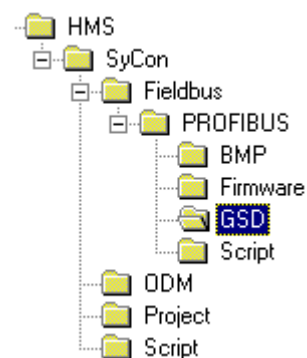 HMS
SyCon
Fieldbus
PROFIBUS
BMP
Firmware
GSD
Script
ODM
Project
Script